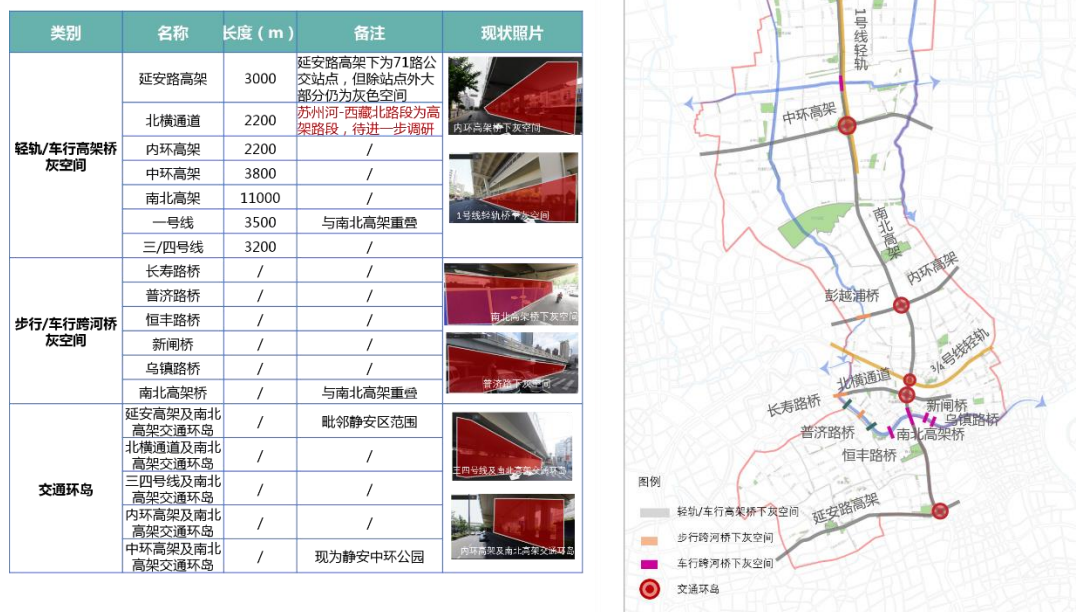 类别 名称 长度（m） 备注 现状照片
轻轨/车行高架桥
灰空间
延安路高架 3000 延安路高架下为71路公
交站点，但除站点外大
部分仍为灰色空间
北横通道 2200 苏州河-西藏北路段为高
架路段，待进一步调研
内环高架 2200 /
中环高架 3800 /
南北高架 11000 /
一号线 3500 与南北高架重叠
三/四号线 3200 /
内环高架桥下灰空间
1号线轻轨桥下灰空间
步行/车行跨河桥
灰空间
长寿路桥 / /
普济路桥 / /
恒丰路桥 / /
新闸桥 / /
乌镇路桥 / /
南北高架桥 / 与南北高架重叠
南北高架桥下灰空间
普济路下灰空间
交通环岛
延安高架及南北
高架交通环岛 / 毗邻静安区范围
北横通道及南北
高架交通环岛 / /
三四号线及南北
高架交通环岛 / /
内环高架及南北
高架交通环岛 / /
中环高架及南北
高架交通环岛 / 现为静安中环公园
三四号线及南北高架交通环岛
内环高架及南北高架交通环岛
1号线轻轨
中环高架
南北高架
内环高架
彭越浦桥
3/4号线轻轨
北横通道
长寿路桥
新闸桥
乌镇路桥
普济路桥
南北高架桥
恒丰路桥
延安路高架
图例
轻轨/车行高架桥下灰空间
步行跨河桥下灰空间
车行跨河桥下灰空间
交通环岛